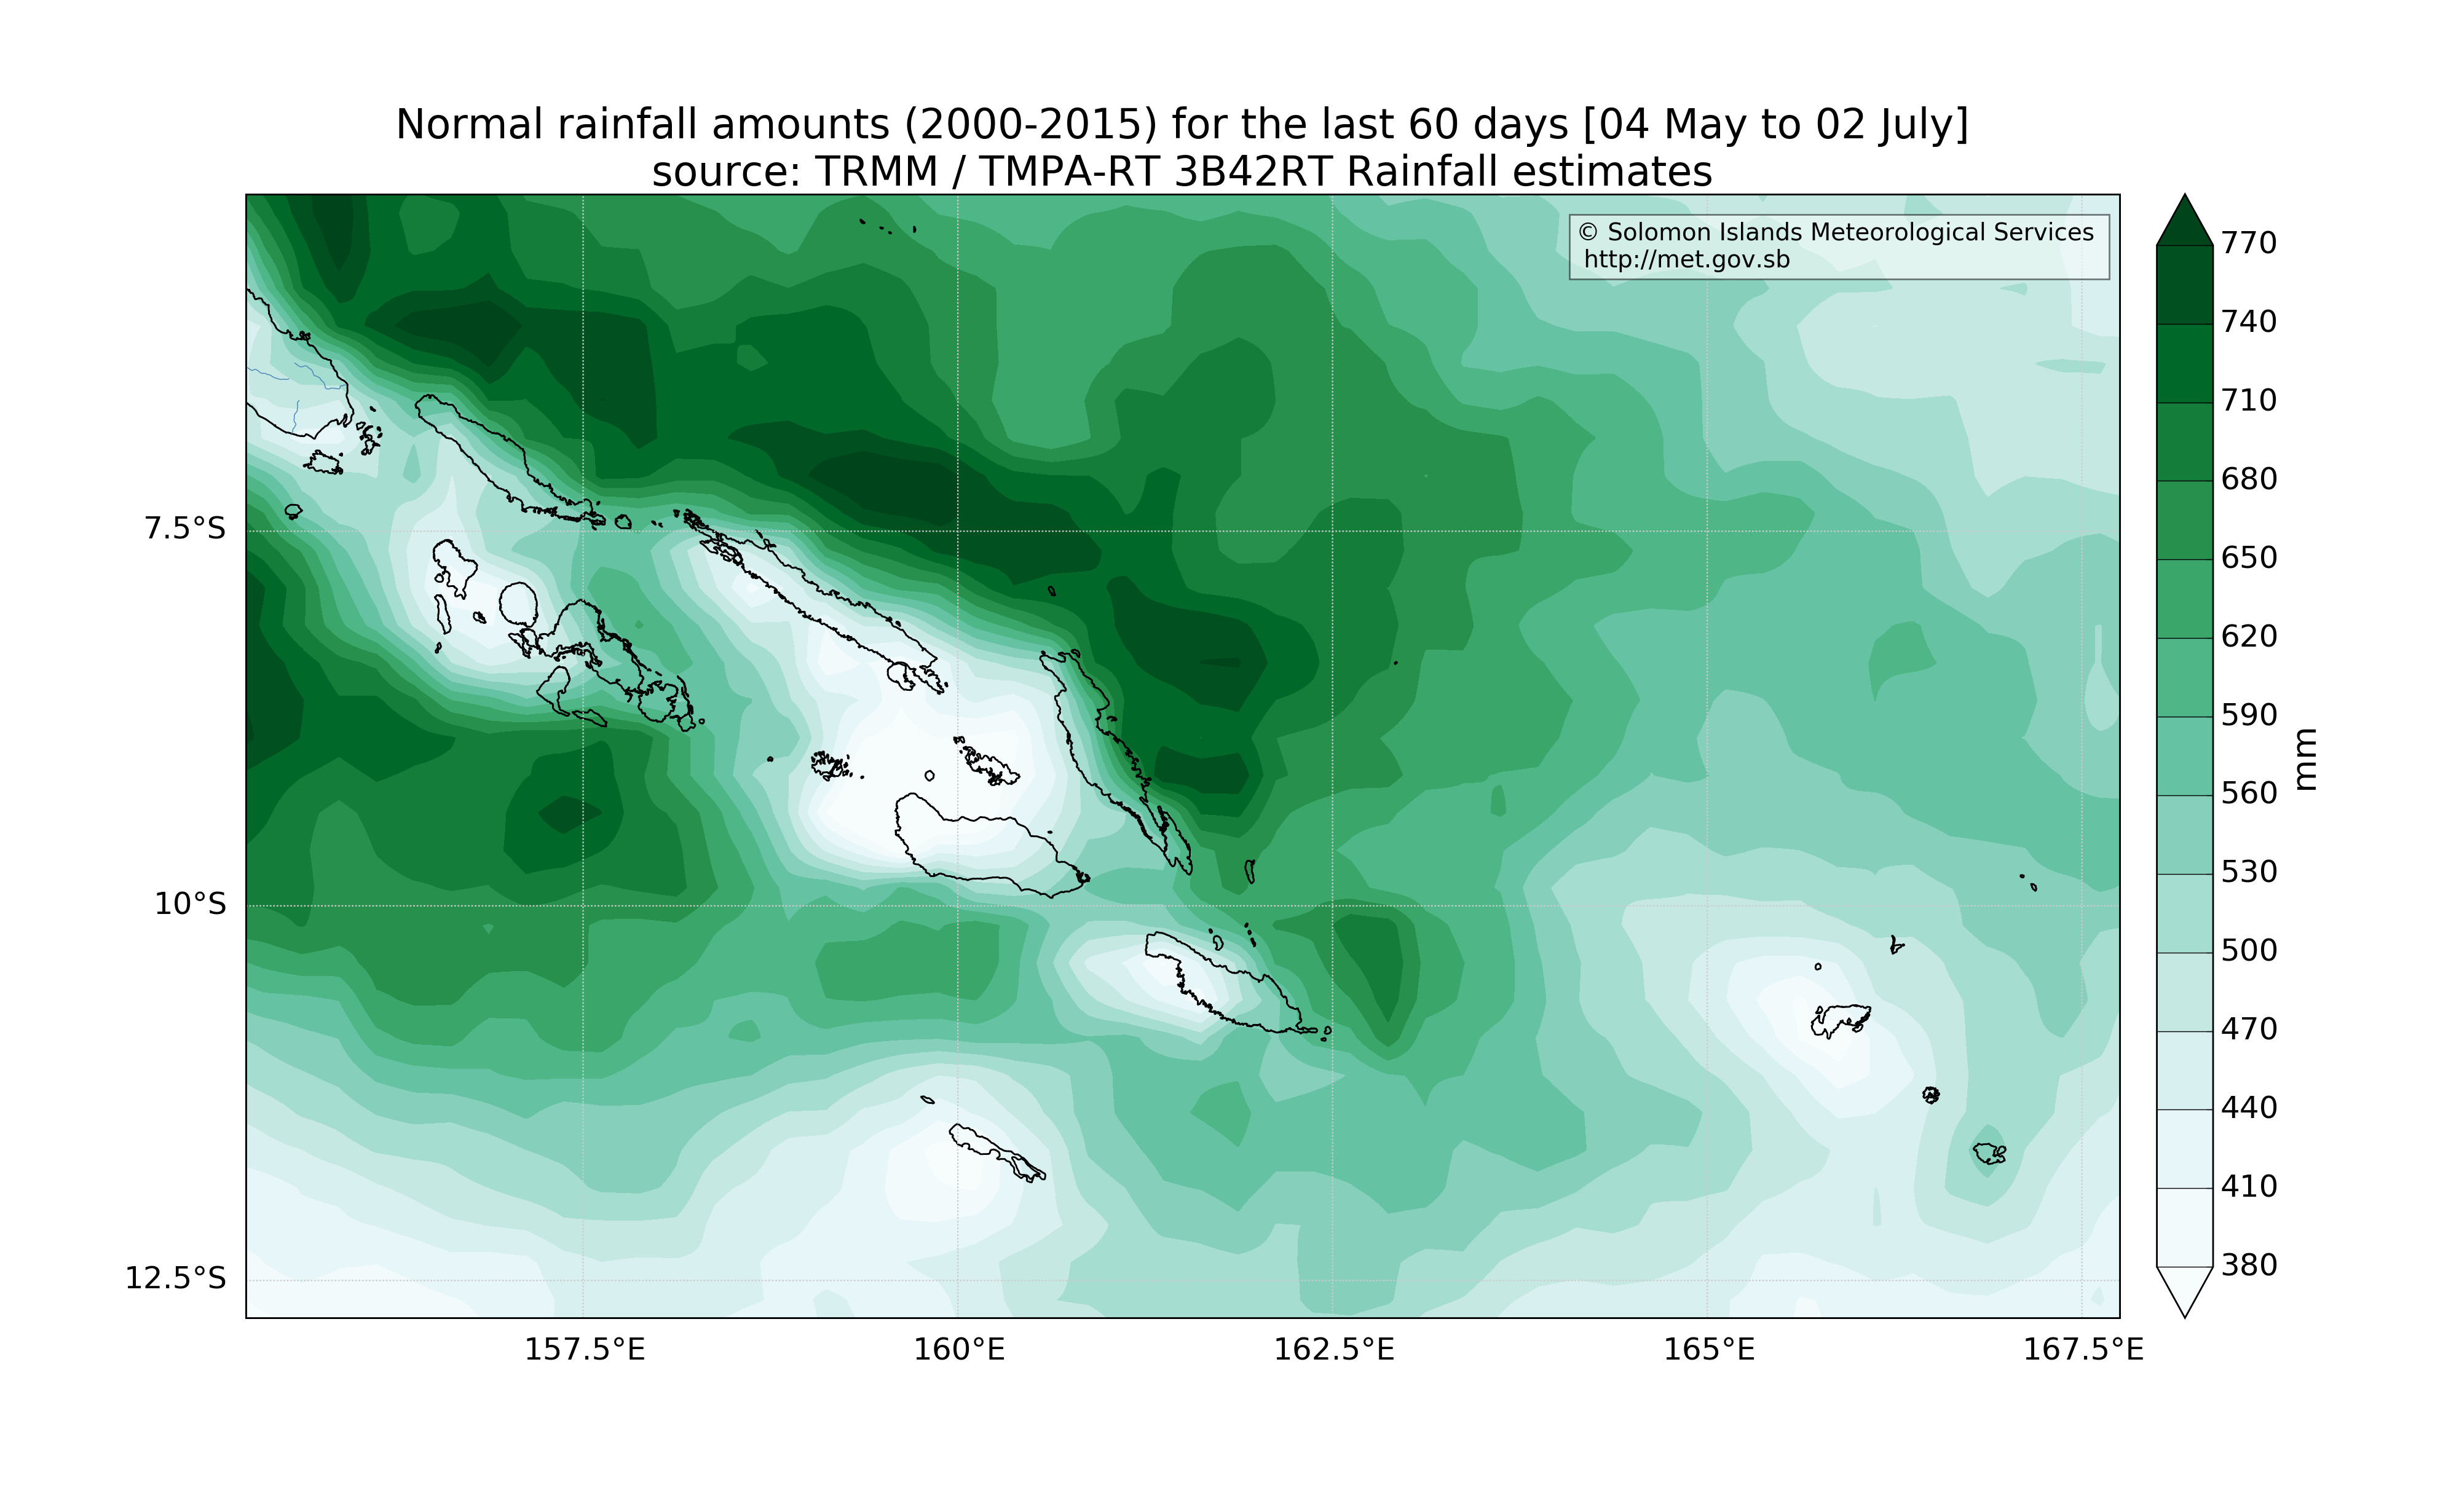 Normal rainfall amounts (2000-2015) for the last 60 days [04 May to 02 July]
source: TRMM / TMPA-RT 3B42RT Rainfall estimates
© Solomon Islands Meteorological Services
http://met.gov.sb
770
740
710
680
650
620
590
560
530
500
470
440
410
380
mm
7.5°S
10°S
12.5°S
157.5°E
160°E
162.5°E
165°E
167.5°E